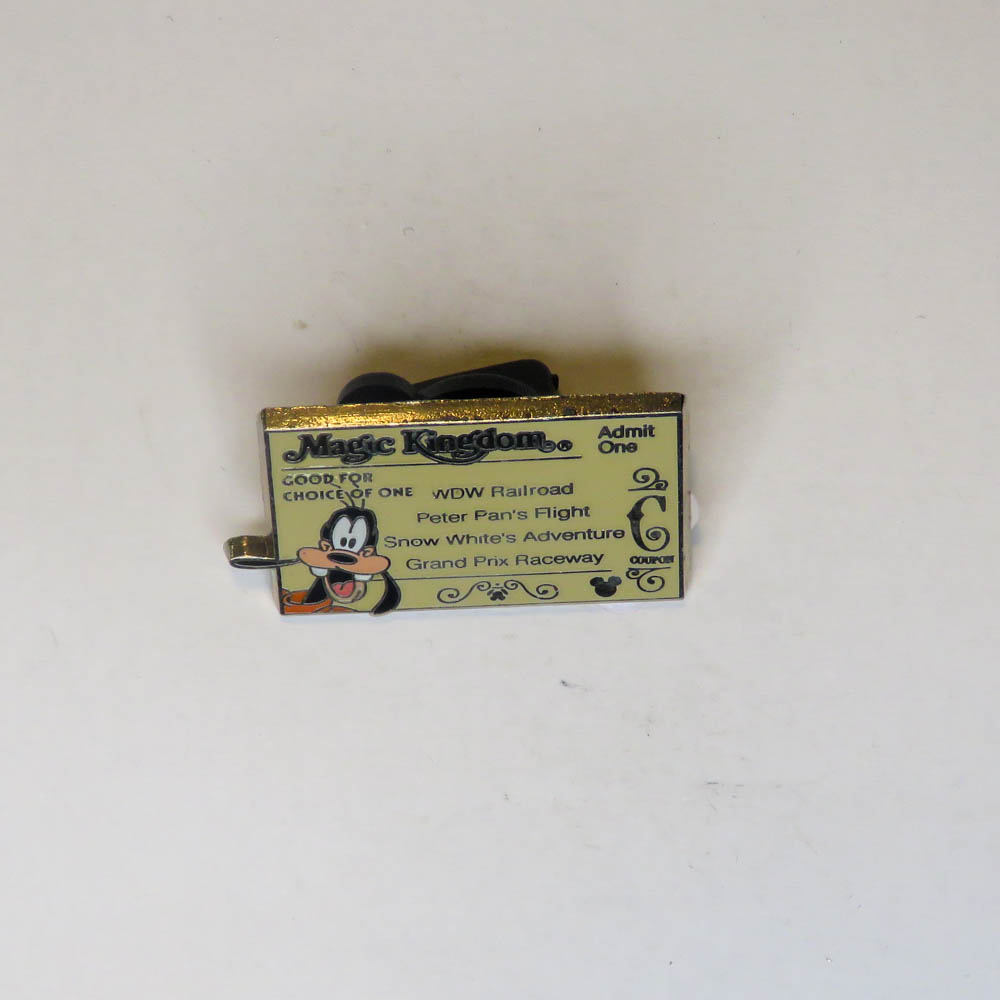 Magic Kingdom®
Admit
One
GOOD FOR
CHOICE OF ONE
WDW Railroad
Peter Pan's Flight
Snow White's Adventure
Grand Prix Raceway
C
COUPON